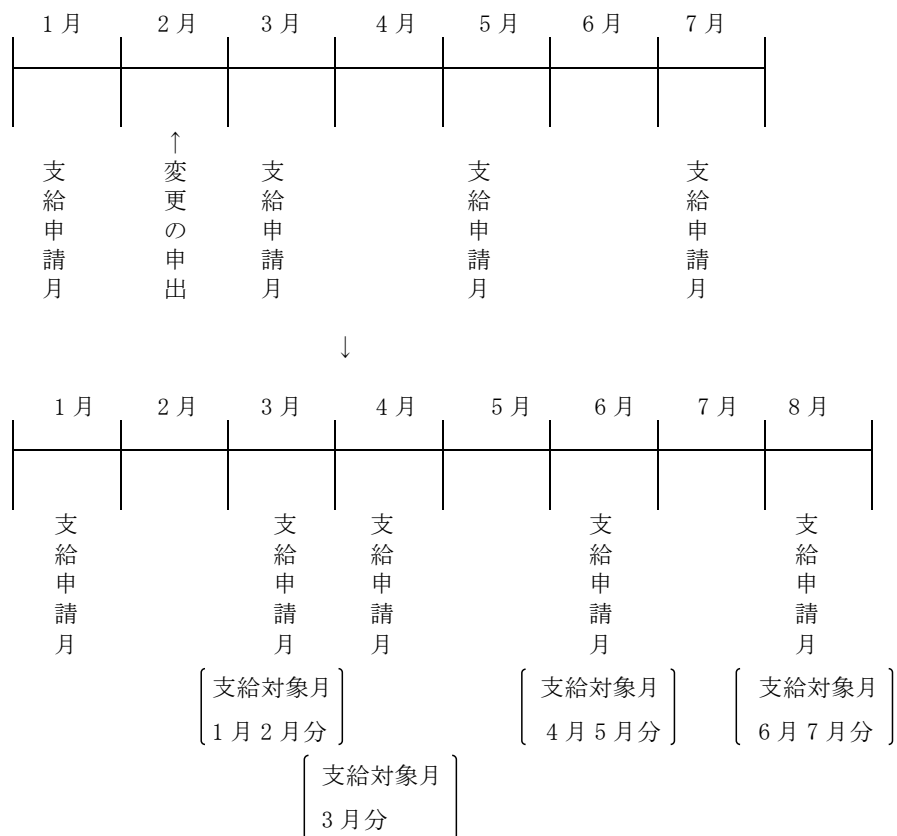 1月 2月 3月 4月 5月 6月 7月
↑
支給申請月
変更の申出
支給申請月
支給申請月
支給申請月
↓
1月 2月 3月 4月 5月 6月 7月 8月
支給申請月
支給申請月
支給申請月
支給申請月
支給申請月
支給対象月
1月2月分
支給対象月
4月5月分
支給対象月
6月7月分
支給対象月
3月分